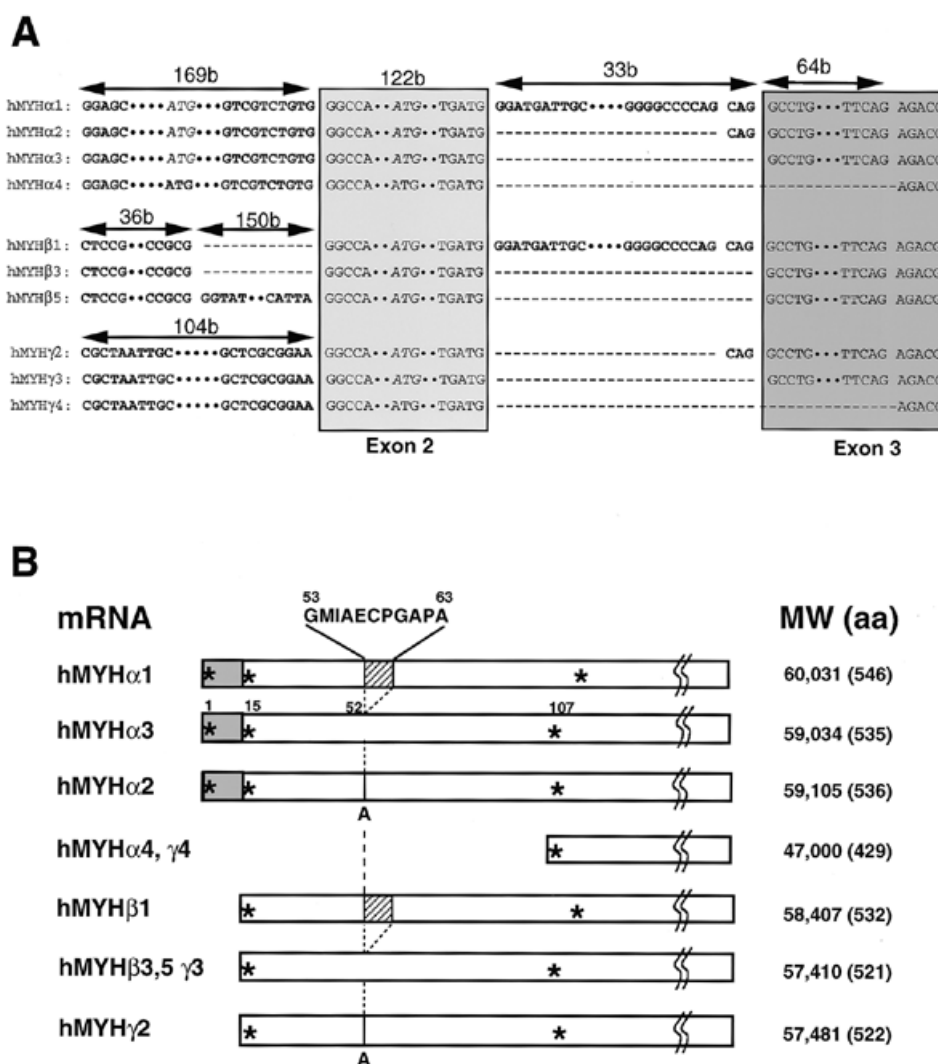 A
169b 122b 33b 64b
hMYHα1: GGAGC••••ATG•••GTCGTCTGTG GGCCA••ATG••TGATG GGATGATTGC••••GGGGCCCCAG CAG GCCTG•••TTCAG AGACC
hMYHα2: GGAGC••••ATG•••GTCGTCTGTG GGCCA••ATG••TGATG ---------------------- CAG GCCTG•••TTCAG AGACC
hMYHα3: GGAGC••••ATG•••GTCGTCTGTG GGCCA••ATG••TGATG -------------------------- GCCTG•••TTCAG AGACC
hMYHα4: GGAGC••••ATG•••GTCGTCTGTG GGCCA••ATG••TGATG ----------------------------------------AGACC
36b 150b
hMYHβ1: CTCCG••CCGCG ------------ GGCCA••ATG••TGATG GGATGATTGC••••GGGGCCCCAG CAG GCCTG•••TTCAG AGACC
hMYHβ3: CTCCG••CCGCG ------------ GGCCA••ATG••TGATG -------------------------- GCCTG•••TTCAG AGACC
hMYHβ5: CTCCG••CCGCG GGTAT••CATTA GGCCA••ATG••TGATG -------------------------- GCCTG•••TTCAG AGACC
104b
hMYHγ2: CGCTAATTGC•••••GCTCGCGGAA GGCCA••ATG••TGATG ---------------------- CAG GCCTG•••TTCAG AGACC
hMYHγ3: CGCTAATTGC•••••GCTCGCGGAA GGCCA••ATG••TGATG -------------------------- GCCTG•••TTCAG AGACC
hMYHγ4: CGCTAATTGC•••••GCTCGCGGAA GGCCA••ATG••TGATG ----------------------------------------AGACC
Exon 2 Exon 3
B
mRNA 53 GMIAECPGAPA 63 MW (aa)
hMYHα1 * * * 60,031 (546)
1 15 52 107
hMYHα3 * * * 59,034 (535)
hMYHα2 * * * 59,105 (536)
A
hMYHα4, γ4 * 47,000 (429)
hMYHβ1 * * 58,407 (532)
hMYHβ3,5 γ3 * * 57,410 (521)
hMYHγ2 * * 57,481 (522)
A